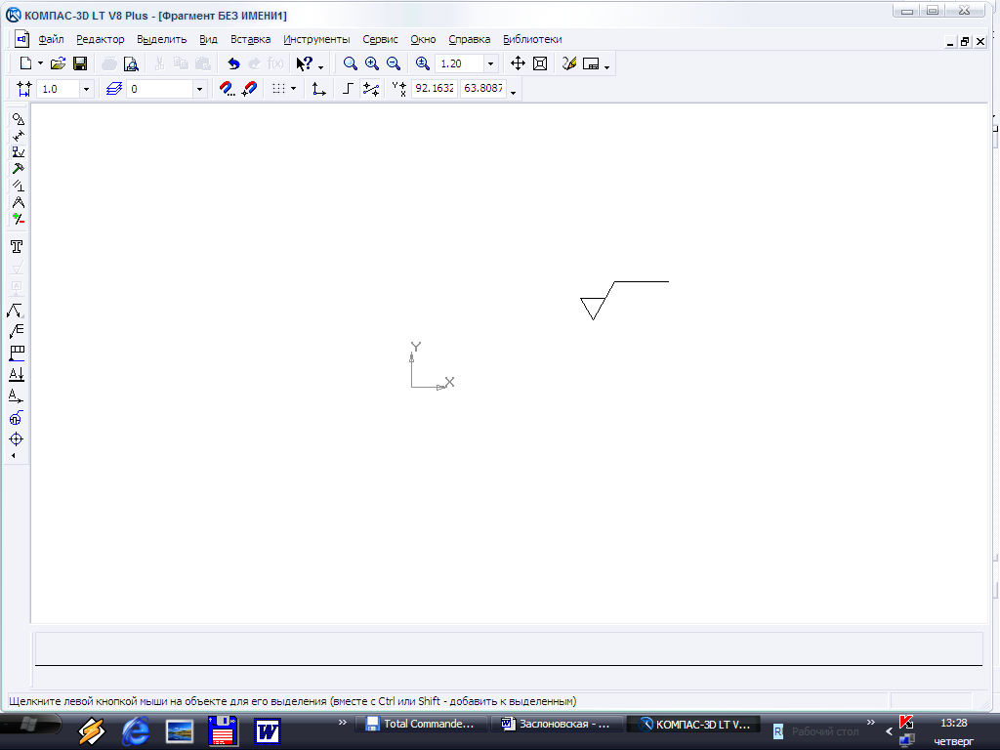 КОМПАС-3D LT V8 Plus - [Фрагмент БЕЗ ИМЕНИ1]
Файл Редактор Выделить Вид Вставка Инструменты Сервис Окно Справка Библиотеки
f(x) 1.20
1.0 0 92.1632 63.8087
Y
X
Щелкните левой кнопкой мыши на объекте для его выделения (вместе с Ctrl или Shift - добавить к выделенным)
Total Commande... Заслоновская - ... КОМПАС-3D LT V... Рабочий стол 13:28
четверг